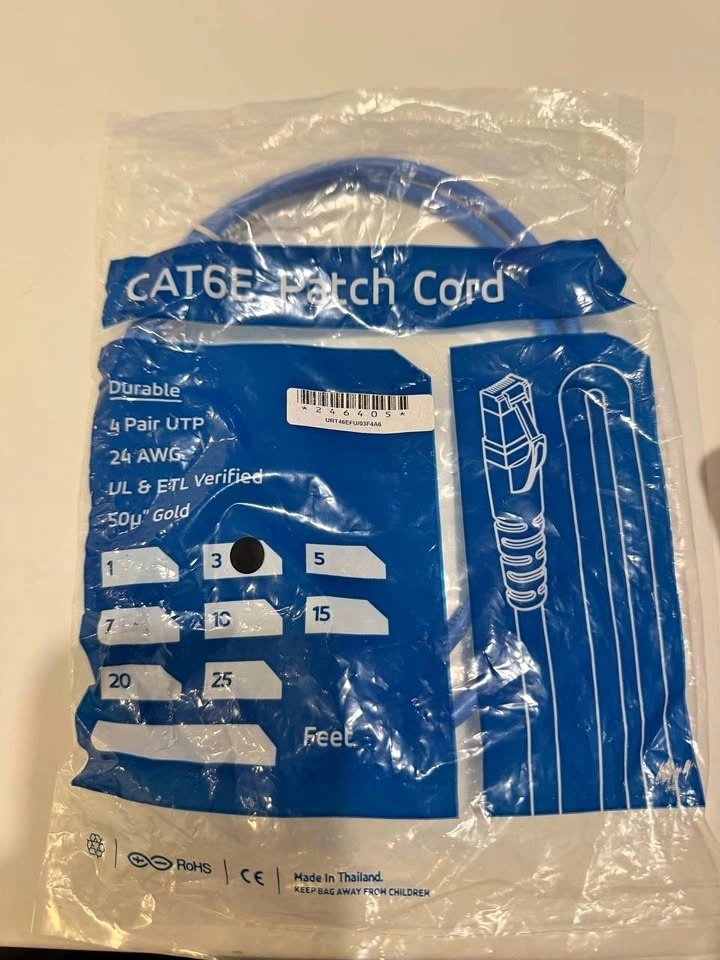 CAT6E Patch Cord
Durable
4 Pair UTP
24 AWG
UL & ETL Verified
50µ" Gold
*246405*
URT46EFU/03F4A6
1 3 5
7 10 15
20 25
Feet
RoHS
CE
Made In Thailand.
KEEP BAG AWAY FROM CHILDREN